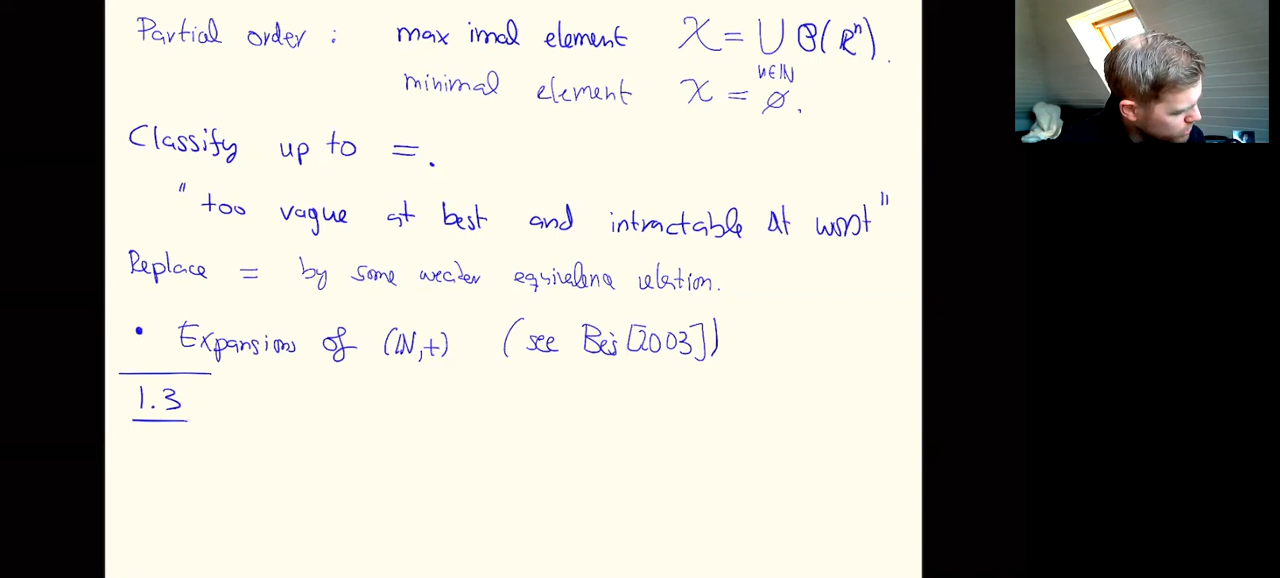 Partial order : maximal element 𝒳 = ⋃ 𝒫(ℝⁿ).
n∈ℕ
minimal element 𝒳 = ∅.
Classify up to =.
"too vague at best and intractable at worst"
Replace = by some weaker equivalence relation.
• Expansions of (ℕ,+) (see Bès [2003])
1.3